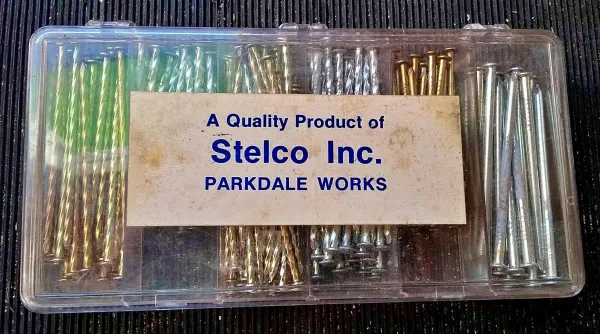 A Quality Product of
Stelco Inc.
PARKDALE WORKS